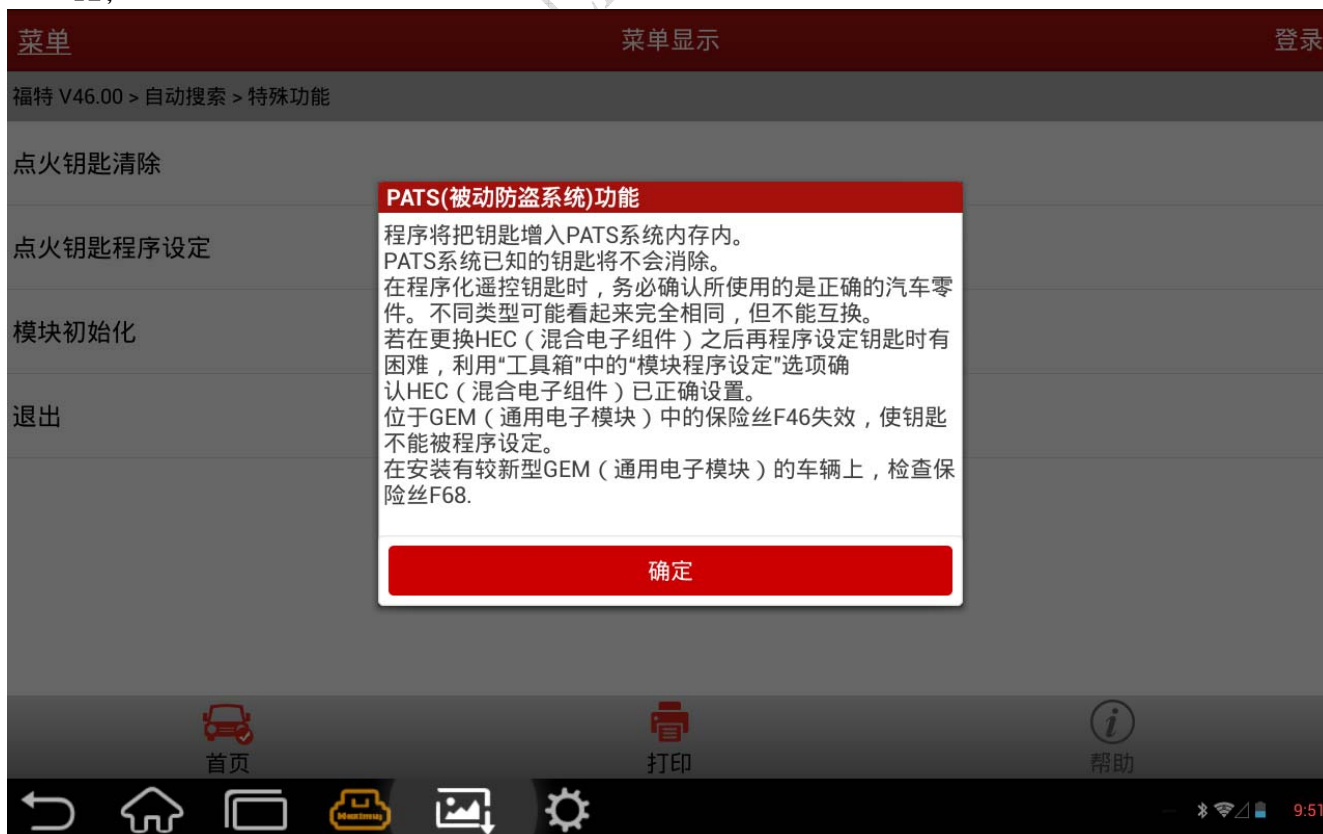 菜单
菜单显示
登录
福特 V46.00 > 自动搜索 > 特殊功能
点火钥匙清除
点火钥匙程序设定
模块初始化
退出
PATS(被动防盗系统)功能
程序将把钥匙增入PATS系统内存内。
PATS系统已知的钥匙将不会消除。
在程序化遥控钥匙时，务必确认所使用的是正确的汽车零
件。不同类型可能看起来完全相同，但不能互换。
若在更换HEC（混合电子组件）之后再程序设定钥匙时有
困难，利用“工具箱”中的“模块程序设定”选项确
认HEC（混合电子组件）已正确设置。
位于GEM（通用电子模块）中的保险丝F46失效，使钥匙
不能被程序设定。
在安装有较新型GEM（通用电子模块）的车辆上，检查保
险丝F68.
确定
首页
打印
帮助
Maximus
9:51